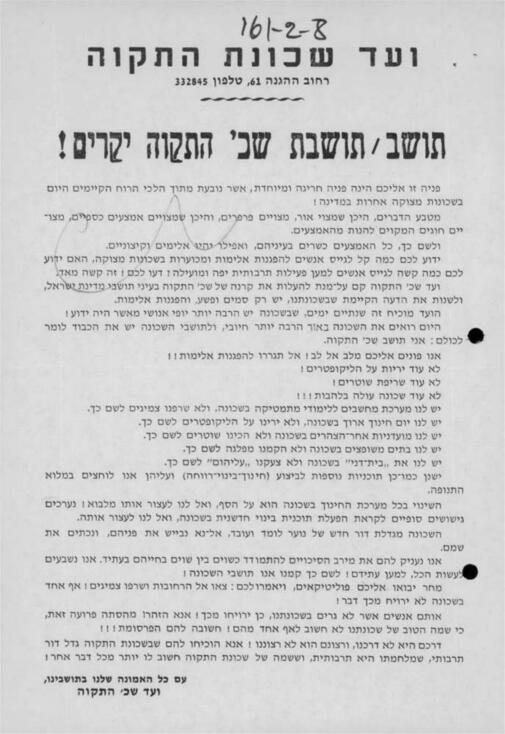 161-2-8
ועד שכונת התקוה
רחוב ההגנה 61, טלפון 332845
תושב/תושבת שכ' התקוה יקרים!
פניה זו אליכם הינה פניה חריגה ומיוחדת, אשר נובעת מתוך הלכי הרוח הקיימים היום
בשכונות מצוקה אחרות במדינה!
מטבע הדברים, היכן שמצוי אור, מצויים פרפרים, והיכן שמצויים אמצעים כספיים, מצו-
יים חוגים המקוים להנות מהאמצעים.
ולשם כך, כל האמצעים כשרים בעיניהם, ואפילו יהיו אלימים וקיצוניים.
ידוע לכם כמה קל לגייס אנשים להפגנות אלימות ומכוערות בשכונות מצוקה, האם ידוע
לכם כמה קשה לגייס אנשים למען פעילות תרבותית יפה ומועילה? דעו לכם! זה קשה מאד.
ועד שכ' התקוה קם על-מנת להעלות את קרנה של שכ' התקוה בעיני תושבי מדינת ישראל,
ולשנות את הדעה הקיימת שבשכונתנו, יש רק סמים ופשע, והפגנות אלימות.
הועד מוכיח זה שנתיים ימים, שבשכונה יש הרבה יותר יופי אנושי מאשר היה ידוע!
היום רואים את השכונה באור הרבה יותר חיובי, ולתושבי השכונה יש את הכבוד לומר
לכולם: אני תושב שכ' התקוה.
אנו פונים אליכם מלב אל לב! אל תגררו להפגנות אלימות!!
לא עוד יריות על הליקופטרים!
לא עוד שריפת שוטרים!
לא עוד שכונה עולה בלהבות!!!
יש לנו מערכת מחשבים ללימודי מתמטיקה בשכונה, ולא שרפנו צמיגים לשם כך.
יש לנו יום חינוך ארוך בשכונה, ולא ירינו על הליקופטרים לשם כך.
יש לנו מועדניות אחר-הצהרים בשכונה ולא הכינו שוטרים לשם כך.
יש לנו בתים משופצים בשכונה ולא הקמנו מפלגה לשם כך.
יש לנו את „בית-דני" בשכונה ולא צעקנו „עליהום" לשם כך.
ישנן כמו-כן תוכניות נוספות לביצוע (חינוך-בינוי-רווחה) ועליהן אנו לוחצים במלוא
התנופה.
השינוי בכל מערכת החינוך בשכונה הוא על הסף, ואל לנו לעצור אותו מלבוא! נערכים
גישושים סופיים לקראת הפעלת תוכנית בינוי חדשנית בשכונה, ואל לנו לעצור אותה.
השכונה מגדלת דור חדש של נוער לומד ועובד, אל-נא נבייש את פניהם, ונכתים את
שמם.
אנו נעניק להם את מירב הסיכויים להתמודד כשוים בין שוים בחייהם בעתיד. אנו נשבעים
לעשות הכל, למען עתידם! לשם כך קמנו אנו תושבי השכונה!
מחר יבואו אליכם פוליטיקאים, ויאמרולכם: צאו אל הרחובות ושרפו צמיגים! אף אחד
בשכונה לא ירויח מכך דבר!
אותם אנשים אשר לא גרים בשכונתנו, כן ירויחו מכך! אנא הזהרו מהסתה פרועה זאת,
כי שמה הטוב של שכונתנו לא חשוב לאף אחד מהם! חשובה להם הפרסומת!!!
דרכם היא לא דרכנו, ורצונם הוא לא רצוננו! אנא הוכיחו להם שבשכונת התקוה גדל דור
תרבותי, שמלחמתו היא תרבותית, וששמה של שכונת התקוה חשוב לו יותר מכל דבר אחר!
עם כל האמונה שלנו בתושבינו,
ועד שכ' התקוה